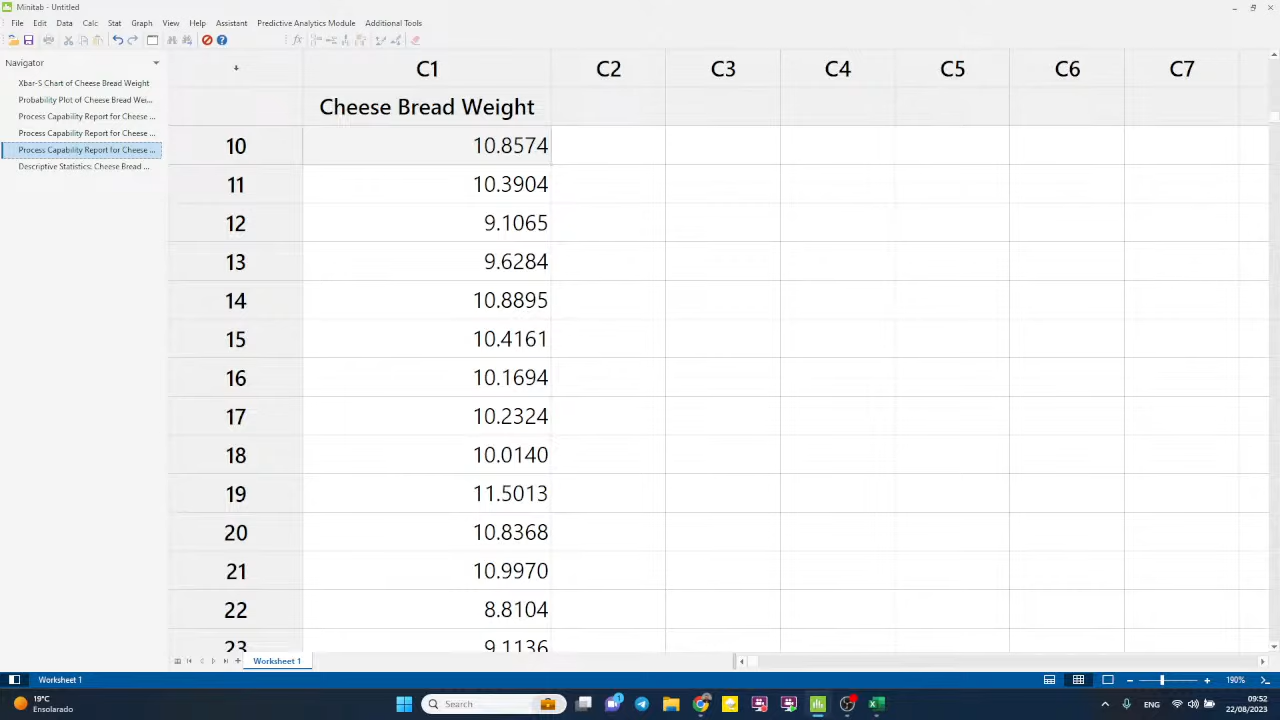 Minitab - Untitled
File Edit Data Calc Stat Graph View Help Assistant Predictive Analytics Module Additional Tools
Navigator
Xbar-S Chart of Cheese Bread Weight
Probability Plot of Cheese Bread Wei...
Process Capability Report for Cheese ...
Process Capability Report for Cheese ...
Process Capability Report for Cheese ...
Descriptive Statistics: Cheese Bread ...
C1 C2 C3 C4 C5 C6 C7
Cheese Bread Weight
10 10.8574
11 10.3904
12 9.1065
13 9.6284
14 10.8895
15 10.4161
16 10.1694
17 10.2324
18 10.0140
19 11.5013
20 10.8368
21 10.9970
22 8.8104
23 9.1136
Worksheet 1
Worksheet 1 190%
19°C
Ensolarado
Search
1
ENG
09:52
22/08/2023